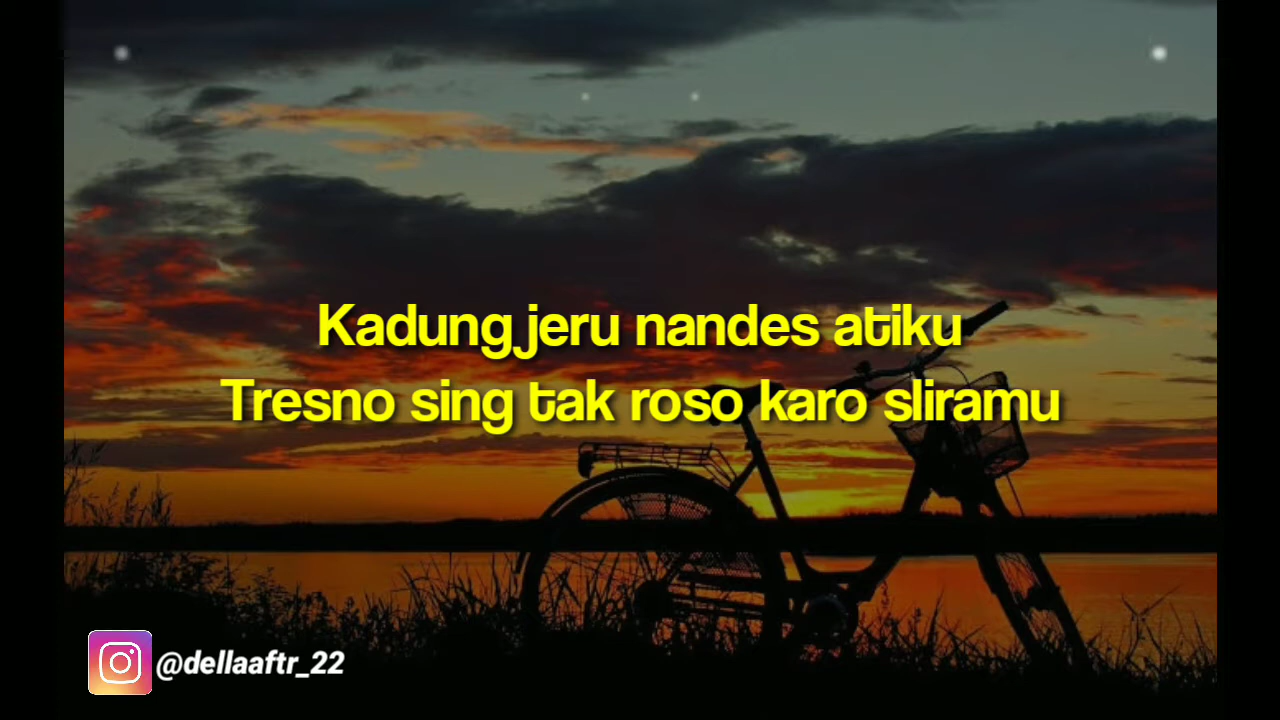 Kadung jeru nandes atiku
Tresno sing tak roso karo sliramu
@dellaaftr_22